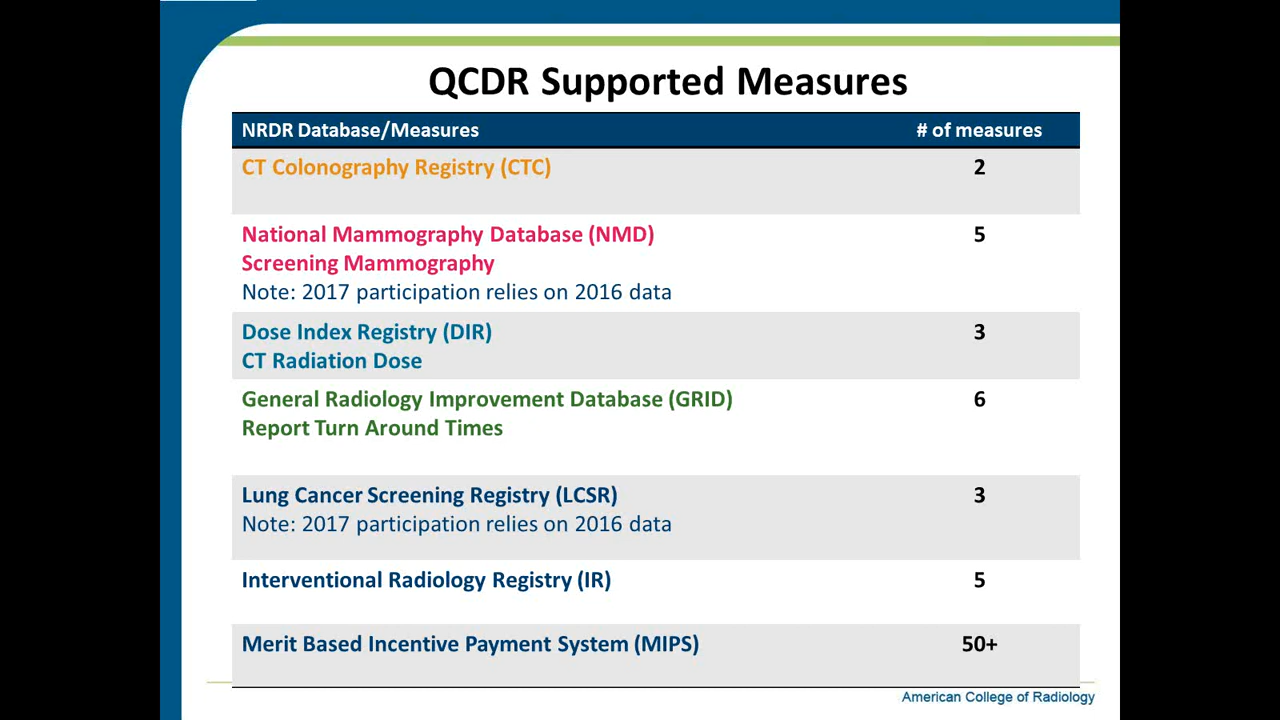 QCDR Supported Measures
NRDR Database/Measures # of measures
CT Colonography Registry (CTC) 2
National Mammography Database (NMD) 5
Screening Mammography
Note: 2017 participation relies on 2016 data
Dose Index Registry (DIR) 3
CT Radiation Dose
General Radiology Improvement Database (GRID) 6
Report Turn Around Times
Lung Cancer Screening Registry (LCSR) 3
Note: 2017 participation relies on 2016 data
Interventional Radiology Registry (IR) 5
Merit Based Incentive Payment System (MIPS) 50+
American College of Radiology